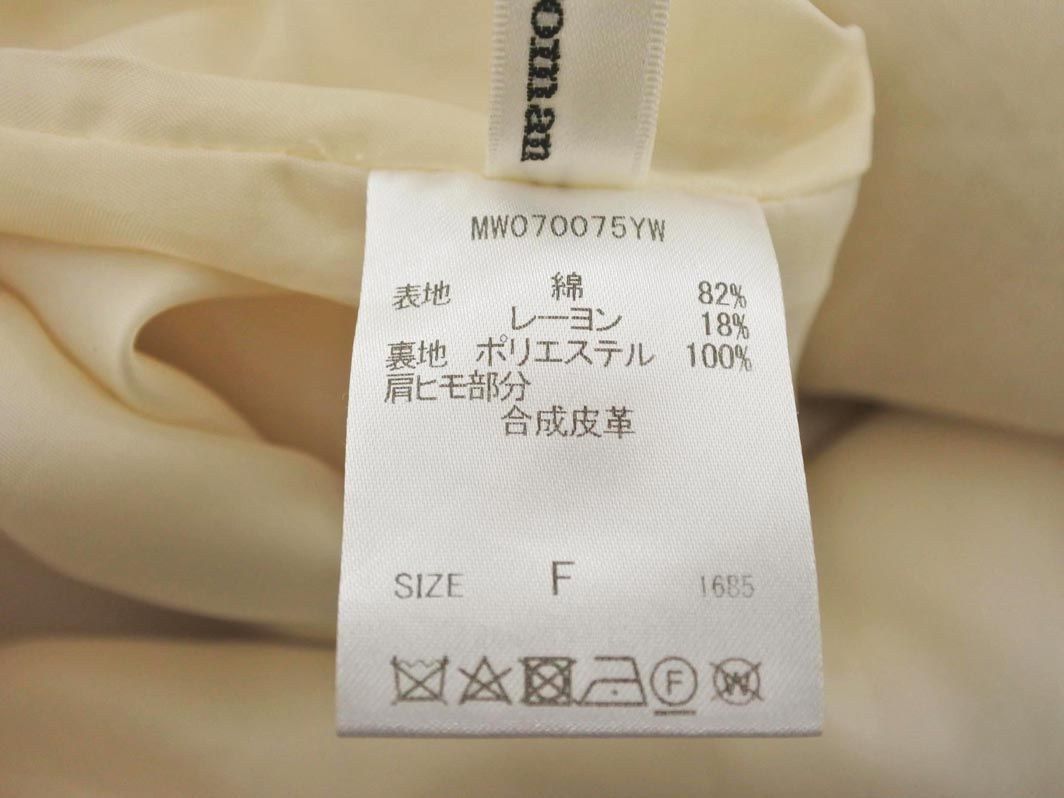 oman
MW070075YW
表地 綿 82%
レーヨン 18%
裏地 ポリエステル 100%
肩ヒモ部分
合成皮革
SIZE F 1685
F W